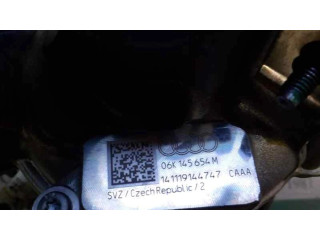 06K 145 654 M
141119144747 CAAA
SVZ / Czech Republic / 2